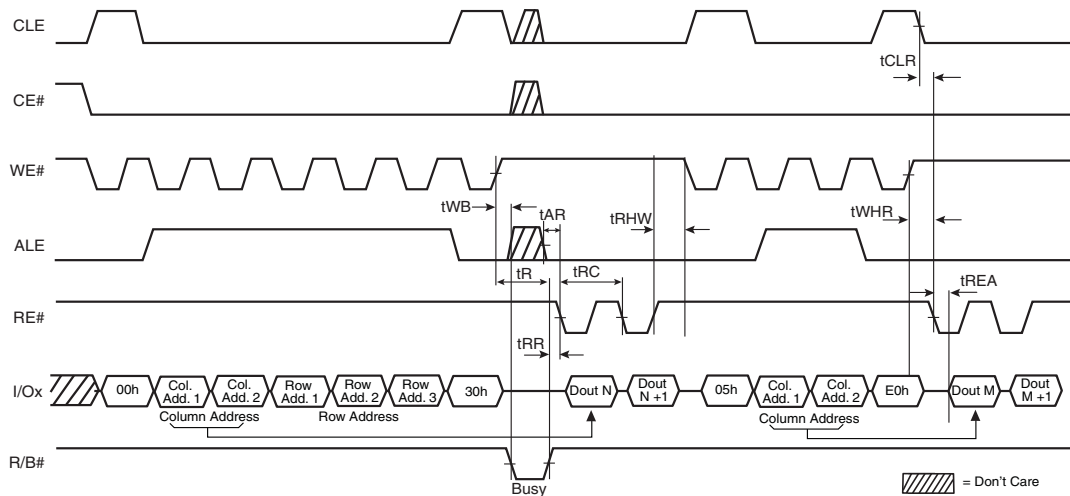 CLE
tCLR
CE#
WE#
tWB
tAR
tRHW
tWHR
ALE
tR
tRC
tREA
RE#
tRR
I/Ox
00h
Col. Add. 1
Col. Add. 2
Row Add. 1
Row Add. 2
Row Add. 3
30h
Dout N
Dout N +1
05h
Col. Add. 1
Col. Add. 2
E0h
Dout M
Dout M +1
Column Address
Row Address
Column Address
R/B#
Busy
= Don't Care